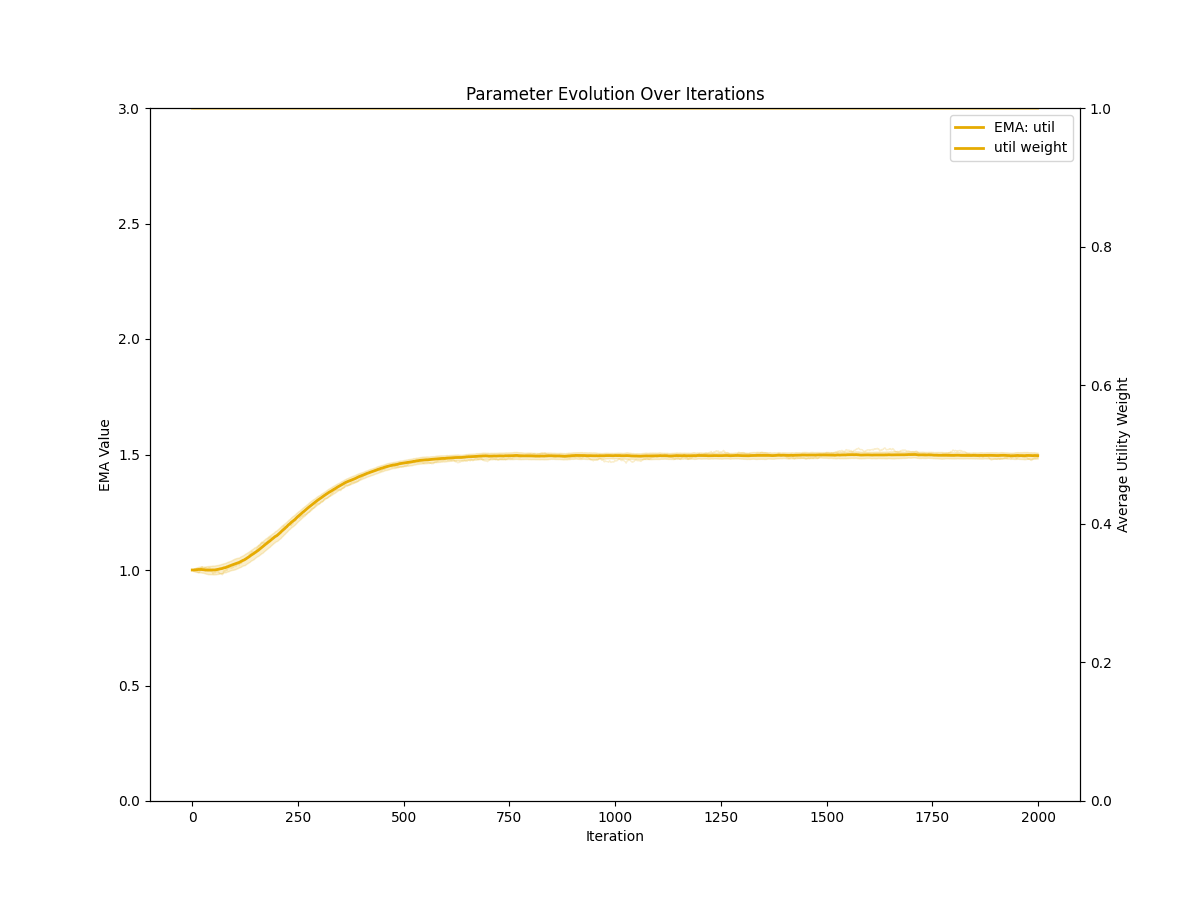 Parameter Evolution Over Iterations
EMA: util
util weight
3.0
2.5
2.0
1.5
1.0
0.5
0.0
EMA Value
1.0
0.8
0.6
0.4
0.2
0.0
Average Utility Weight
0 250 500 750 1000 1250 1500 1750 2000
Iteration